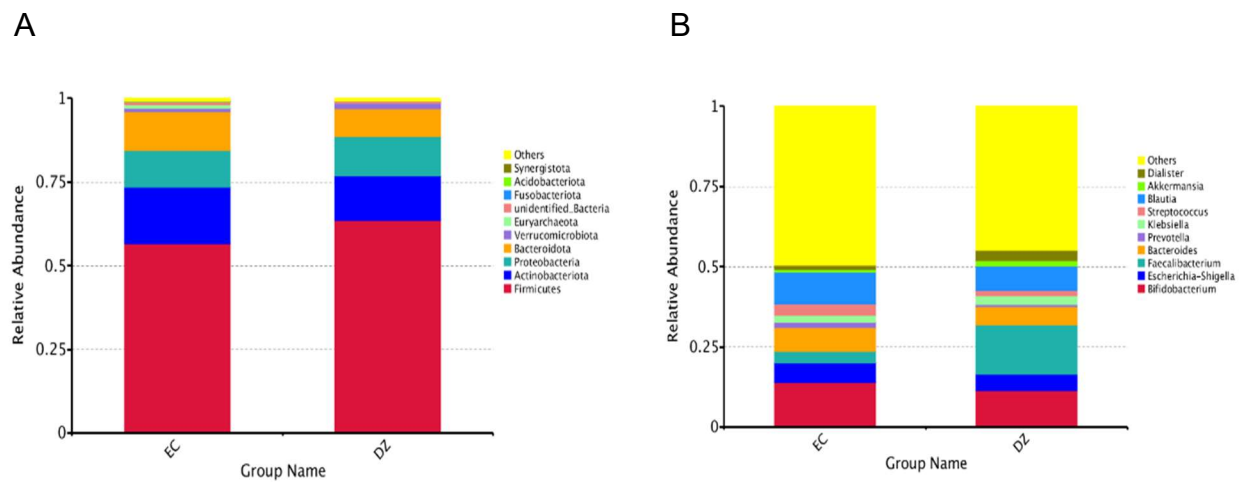 A
Relative Abundance
1
0.75
0.5
0.25
0
EC
DZ
Group Name
Others
Synergistota
Acidobacteriota
Fusobacteriota
unidentified_Bacteria
Euryarchaeota
Verrucomicrobiota
Bacteroidota
Proteobacteria
Actinobacteriota
Firmicutes
B
Relative Abundance
1
0.75
0.5
0.25
0
EC
DZ
Group Name
Others
Dialister
Akkermansia
Blautia
Streptococcus
Klebsiella
Prevotella
Bacteroides
Faecalibacterium
Escherichia-Shigella
Bifidobacterium